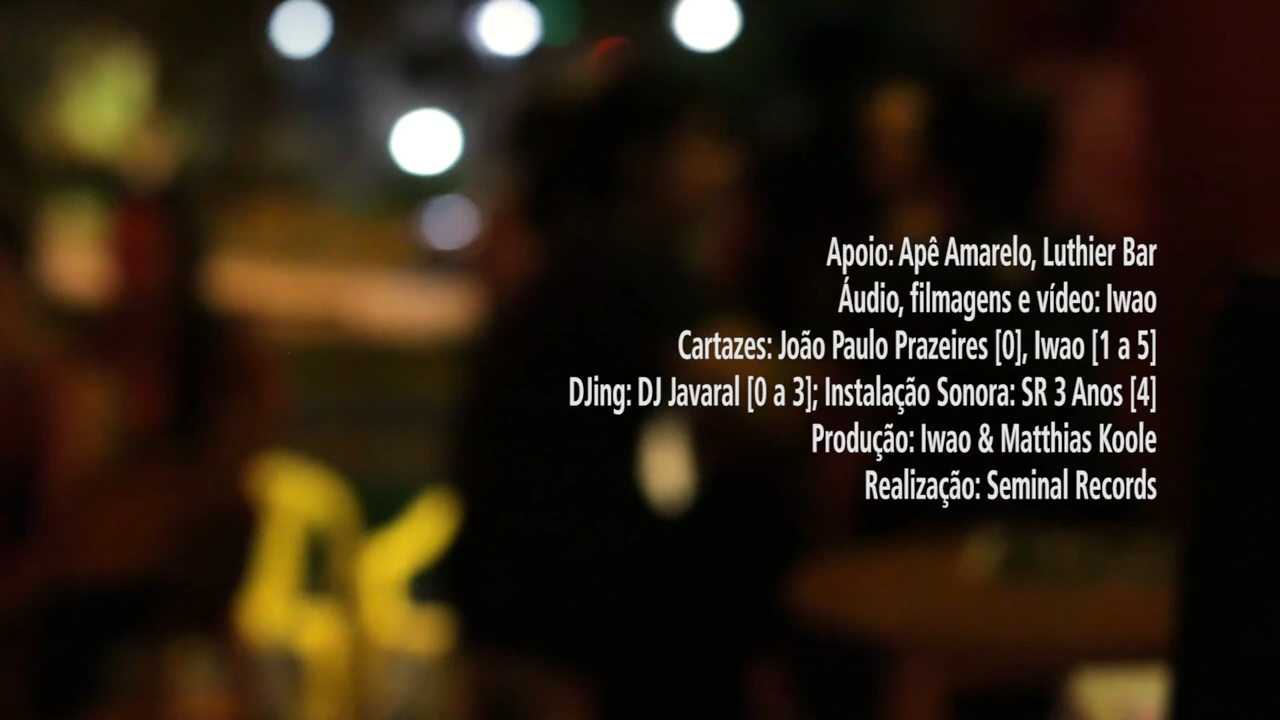 Apoio: Apê Amarelo, Luthier Bar
Áudio, filmagens e vídeo: Iwao
Cartazes: João Paulo Prazeires [0], Iwao [1 a 5]
DJing: DJ Javaral [0 a 3]; Instalação Sonora: SR 3 Anos [4]
Produção: Iwao & Matthias Koole
Realização: Seminal Records